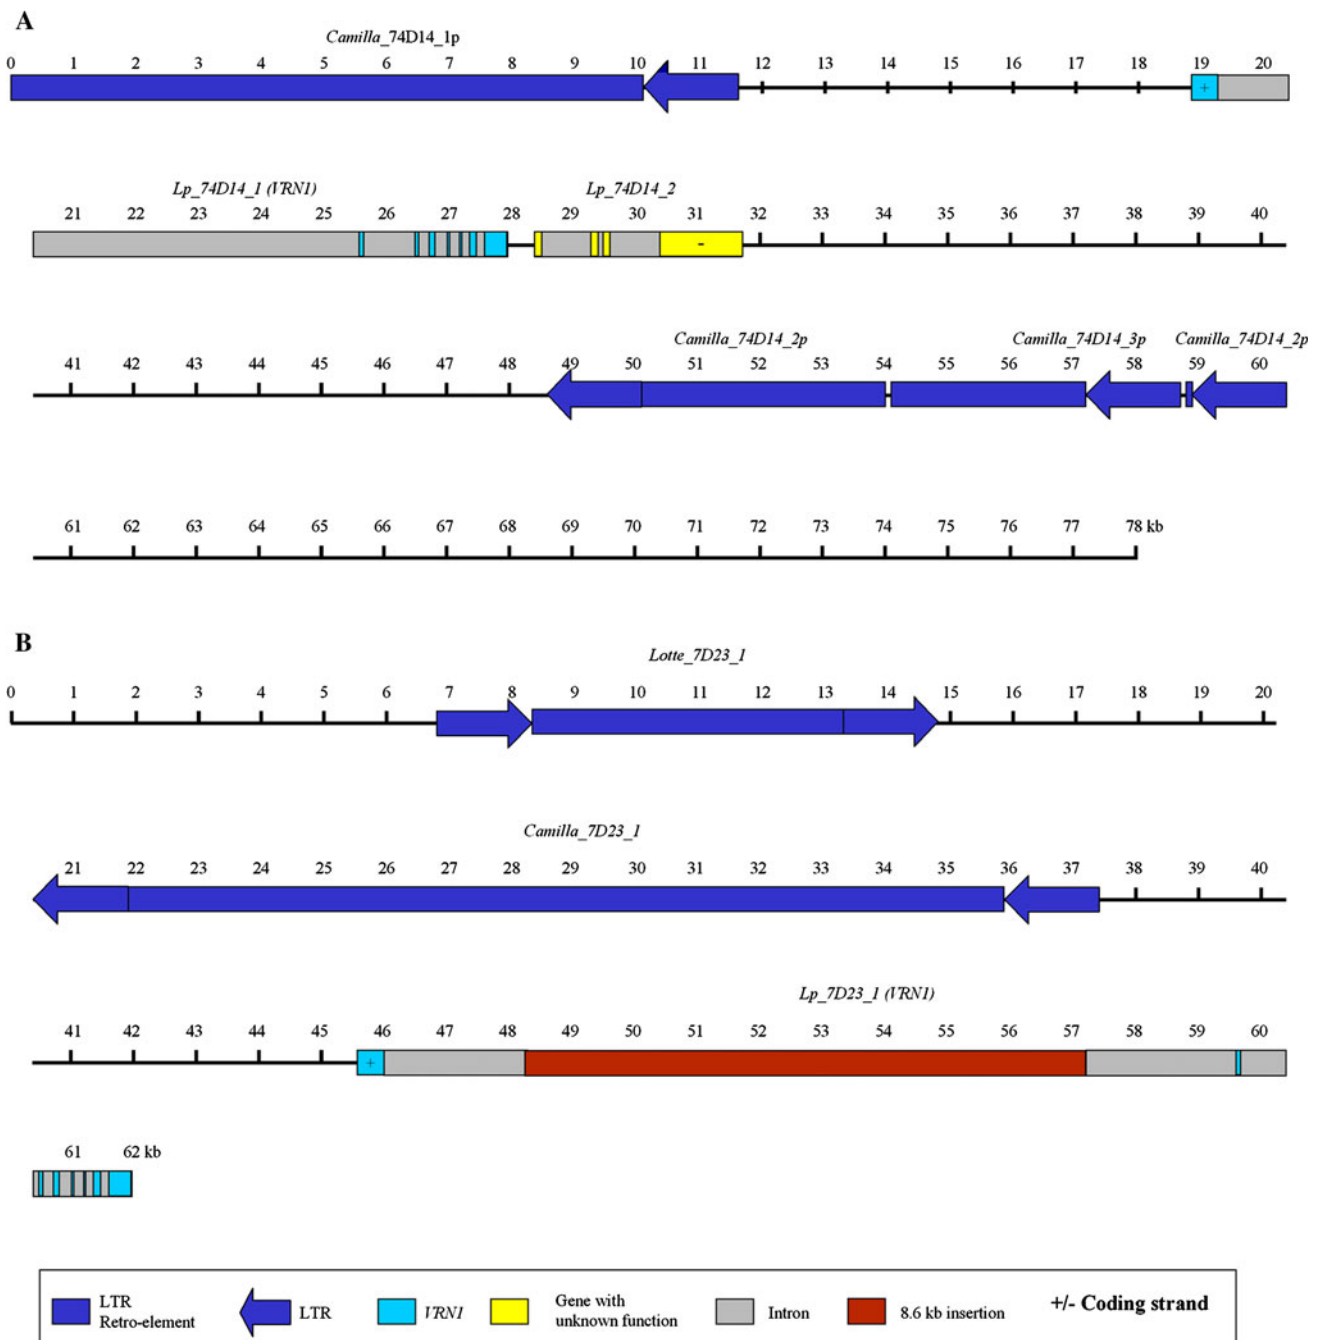 A
Camilla_74D14_1p
0 1 2 3 4 5 6 7 8 9 10 11 12 13 14 15 16 17 18 19 20
+
Lp_74D14_1 (VRN1) Lp_74D14_2
21 22 23 24 25 26 27 28 29 30 31 32 33 34 35 36 37 38 39 40
-
Camilla_74D14_2p Camilla_74D14_3p Camilla_74D14_2p
41 42 43 44 45 46 47 48 49 50 51 52 53 54 55 57 58 59 60
61 62 63 64 65 66 67 68 69 70 71 72 73 74 75 76 77 78 kb
B
Lotte_7D23_1
0 1 2 3 4 5 6 7 8 9 10 11 12 13 14 15 16 17 18 19 20
Camilla_7D23_1
21 22 23 24 25 26 27 28 29 30 31 32 33 34 35 36 37 38 39 40
Lp_7D23_1 (VRN1)
41 42 43 44 45 46 47 48 49 50 51 52 53 54 55 56 57 58 59 60
+
61 62 kb
LTR
Retro-element
LTR
VRN1
Gene with
unknown function
Intron
8.6 kb insertion
+/- Coding strand